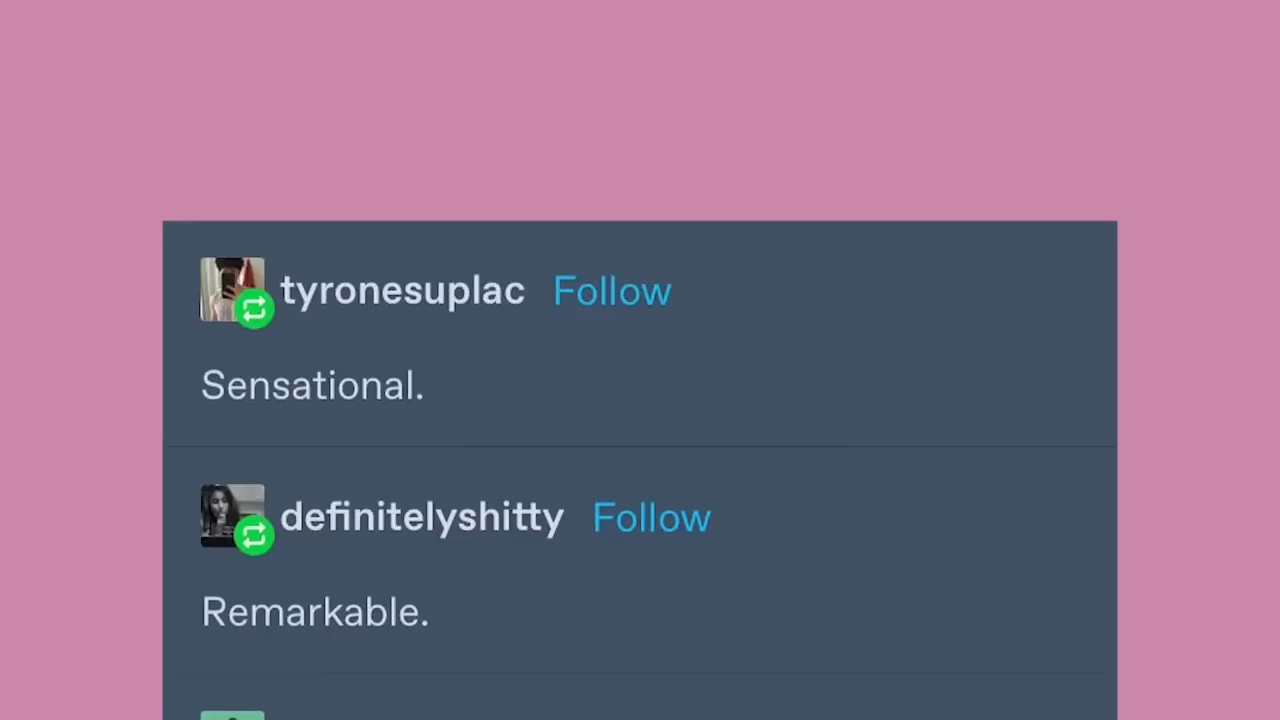 tyronesuplac Follow
Sensational.
definitelyshitty Follow
Remarkable.